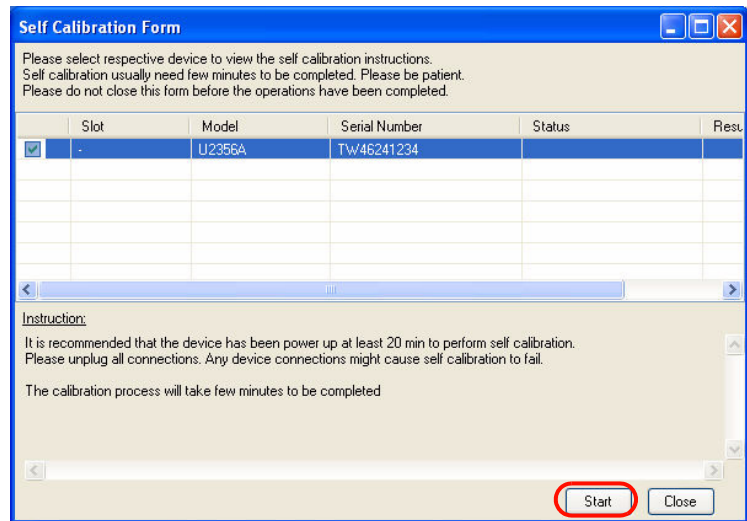 Self Calibration Form
Please select respective device to view the self calibration instructions.
Self calibration usually need few minutes to be completed. Please be patient.
Please do not close this form before the operations have been completed.
Slot Model Serial Number Status Resu
- U2356A TW46241234
Instruction:
It is recommended that the device has been power up at least 20 min to perform self calibration.
Please unplug all connections. Any device connections might cause self calibration to fail.
The calibration process will take few minutes to be completed
Start Close